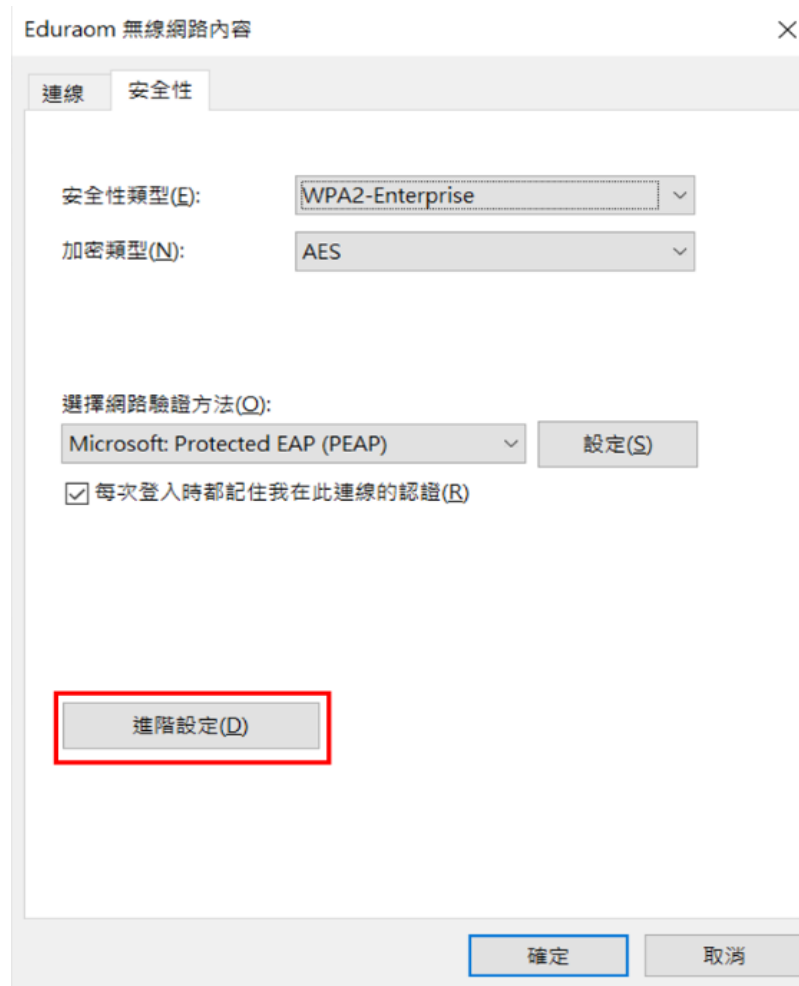 Eduraom 無線網路內容
連線 安全性
安全性類型(E): WPA2-Enterprise
加密類型(N): AES
選擇網路驗證方法(O):
Microsoft: Protected EAP (PEAP) 設定(S)
每次登入時都記住我在此連線的認證(R)
進階設定(D)
確定 取消